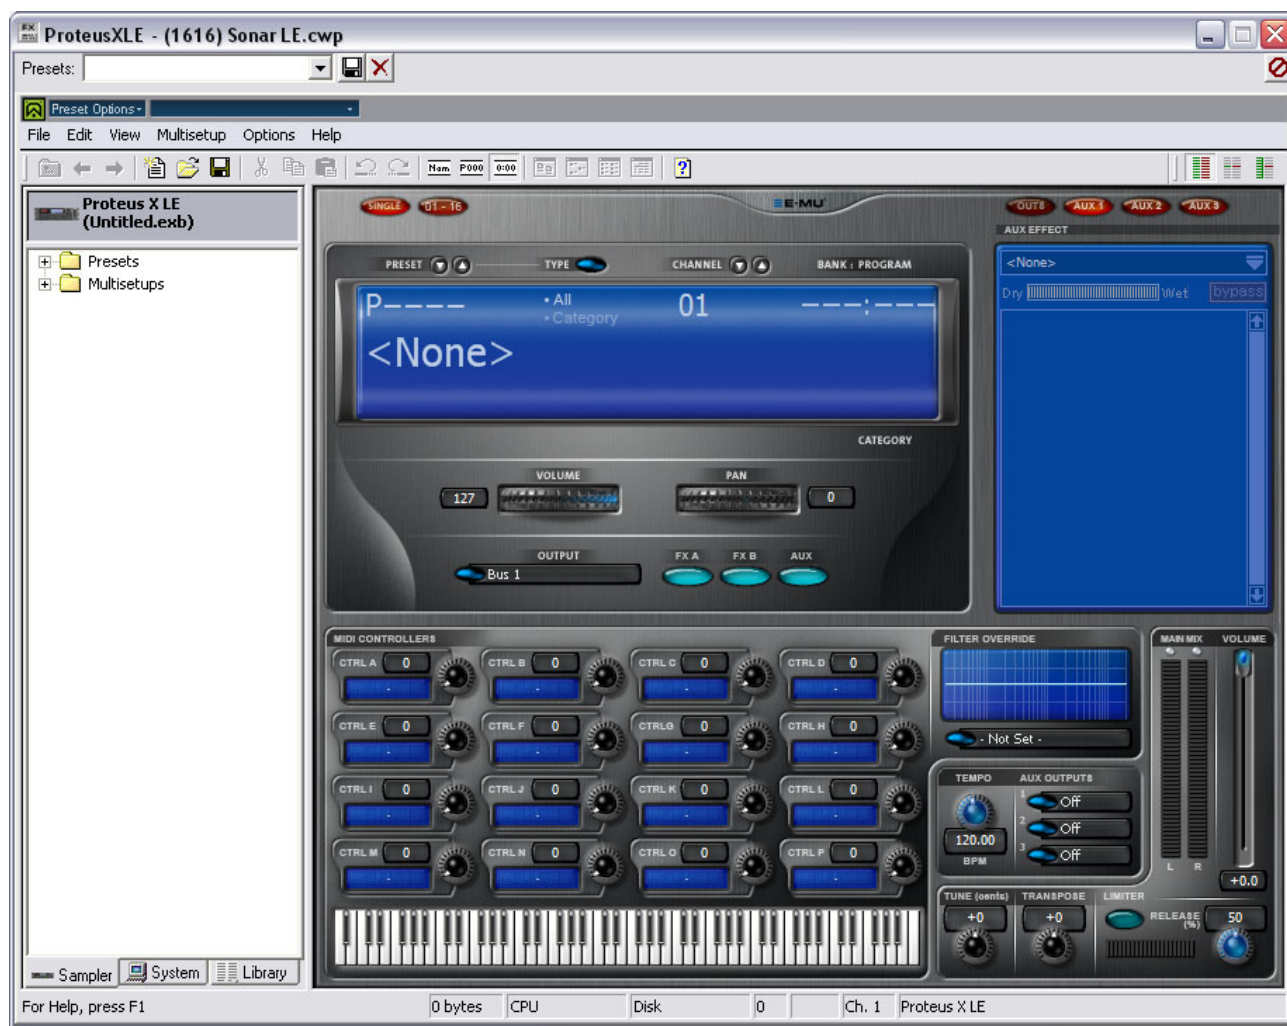 ProteusXLE - (1616) Sonar LE.cwp
Presets:
Preset Options
File Edit View Multisetup Options Help
Nam P000 0:00
Proteus X LE
(Untitled.exb)
Presets
Multisetups
SINGLE 01 - 16
E-MU
OUTS AUX 1 AUX 2 AUX 3
AUX EFFECT
<None>
Dry Wet bypass
PRESET TYPE CHANNEL BANK : PROGRAM
P---- • All 01 ---:---
• Category
<None>
CATEGORY
VOLUME PAN
127 0
OUTPUT FX A FX B AUX
Bus 1
MIDI CONTROLLERS
CTRL A 0 CTRL B 0 CTRL C 0 CTRL D 0
- - - -
CTRL E 0 CTRL F 0 CTRLG 0 CTRL H 0
- - - -
CTRL I 0 CTRL J 0 CTRL K 0 CTRL L 0
- - - -
CTRL M 0 CTRL N 0 CTRL O 0 CTRL P 0
- - - -
FILTER OVERRIDE
- Not Set -
MAIN MIX VOLUME
L R
+0.0
TEMPO AUX OUTPUTS
120.00
BPM
1 Off
2 Off
3 Off
TUNE (cents) TRANSPOSE LIMITER
+0 +0 RELEASE (%) 50
Sampler System Library
For Help, press F1 0 bytes CPU Disk 0 Ch. 1 Proteus X LE